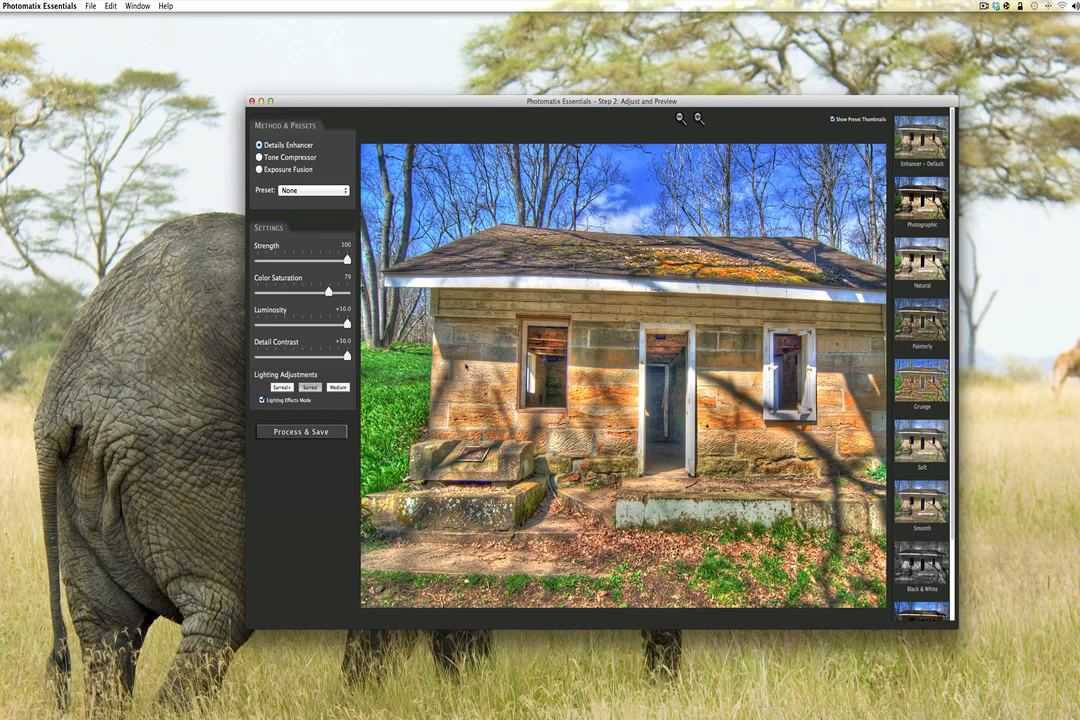 Photomatix Essentials File Edit Window Help
Photomatix Essentials - Step 2: Adjust and Preview
Method & Presets
Details Enhancer
Tone Compressor
Exposure Fusion
Preset: None
Settings
Strength 100
Color Saturation 79
Luminosity +10.0
Detail Contrast +10.0
Lighting Adjustments
Surreal+ Surreal Medium
Lighting Effects Mode
Process & Save
Show Preset Thumbnails
Enhancer - Default
Photographic
Natural
Painterly
Grunge
Soft
Smooth
Black & White